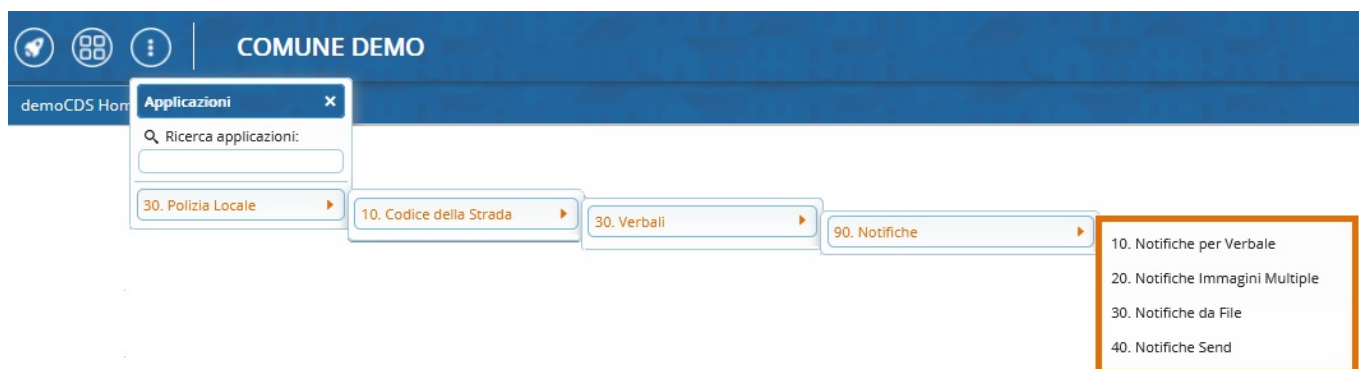 COMUNE DEMO
demoCDS Hom
Applicazioni
Ricerca applicazioni:
30. Polizia Locale
10. Codice della Strada
30. Verbali
90. Notifiche
10. Notifiche per Verbale
20. Notifiche Immagini Multiple
30. Notifiche da File
40. Notifiche Send